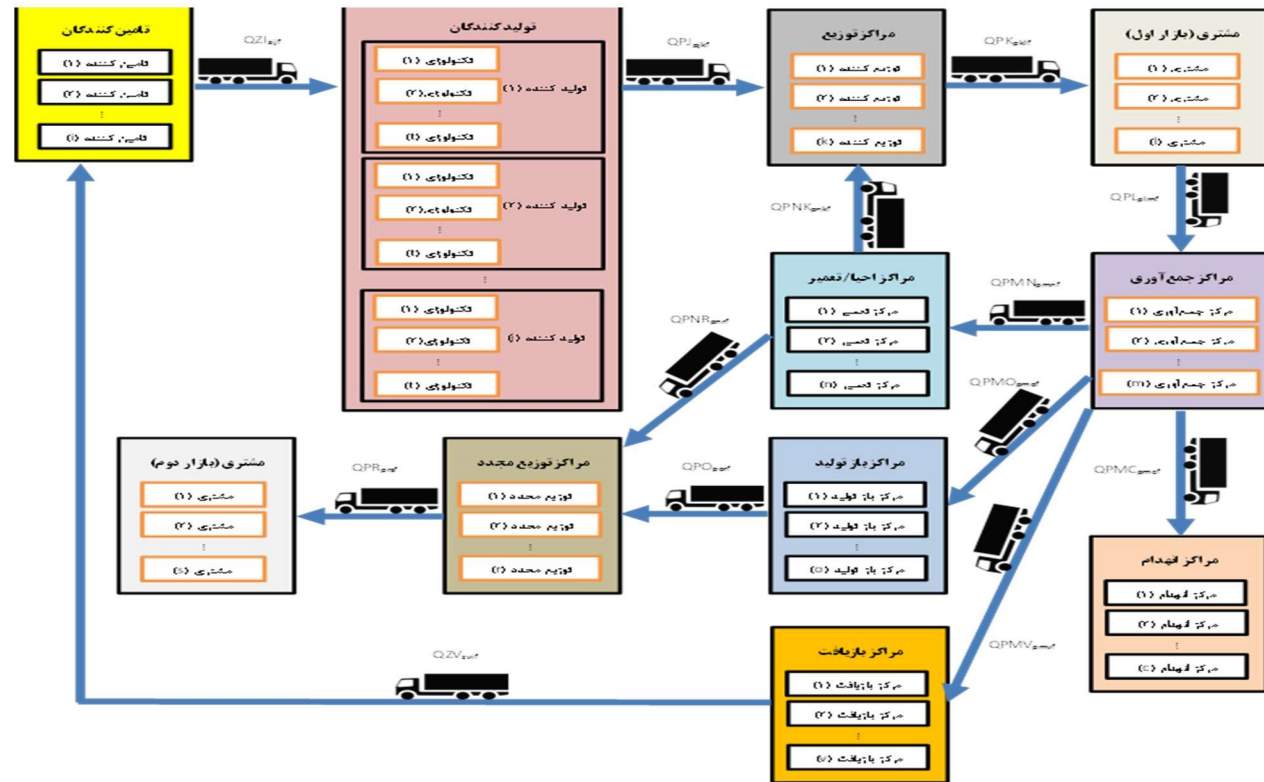 تامین کنندگان
تامین کننده (۱)
تامین کننده (۲)
⋮
تامین کننده (i)
QZI
تولید کنندگان
تکنولوژی (۱)
تکنولوژی (۲)
⋮
تکنولوژی (t)
تولید کننده (۱)
تکنولوژی (۱)
تکنولوژی (۲)
⋮
تکنولوژی (t)
تولید کننده (۲)
⋮
تکنولوژی (۱)
تکنولوژی (۲)
⋮
تکنولوژی (t)
تولید کننده (j)
QPJ
مراکز توزیع
توزیع کننده (۱)
توزیع کننده (۲)
⋮
توزیع کننده (k)
QPK
مشتری (بازار اول)
مشتری (۱)
مشتری (۲)
⋮
مشتری (l)
QPL
QPNK
مراکز احیا/تعمیر
مرکز تعمیر (۱)
مرکز تعمیر (۲)
⋮
مرکز تعمیر (n)
QPMN
مراکز جمع‌آوری
مرکز جمع‌آوری (۱)
مرکز جمع‌آوری (۲)
⋮
مرکز جمع‌آوری (m)
QPNR
QPMO
QPMC
مشتری (بازار دوم)
مشتری (۱)
مشتری (۲)
⋮
مشتری (s)
QPR
مراکز توزیع مجدد
توزیع مجدد (۱)
توزیع مجدد (۲)
⋮
توزیع مجدد (r)
QPO
مراکز باز تولید
مرکز باز تولید (۱)
مرکز باز تولید (۲)
⋮
مرکز باز تولید (o)
مراکز انهدام
مرکز انهدام (۱)
مرکز انهدام (۲)
⋮
مرکز انهدام (c)
QPMV
مراکز بازیافت
مرکز بازیافت (۱)
مرکز بازیافت (۲)
⋮
مرکز بازیافت (v)
QZV